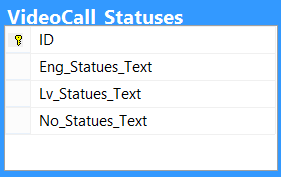 VideoCall_Statuses
ID
Eng_Statues_Text
Lv_Statues_Text
No_Statues_Text